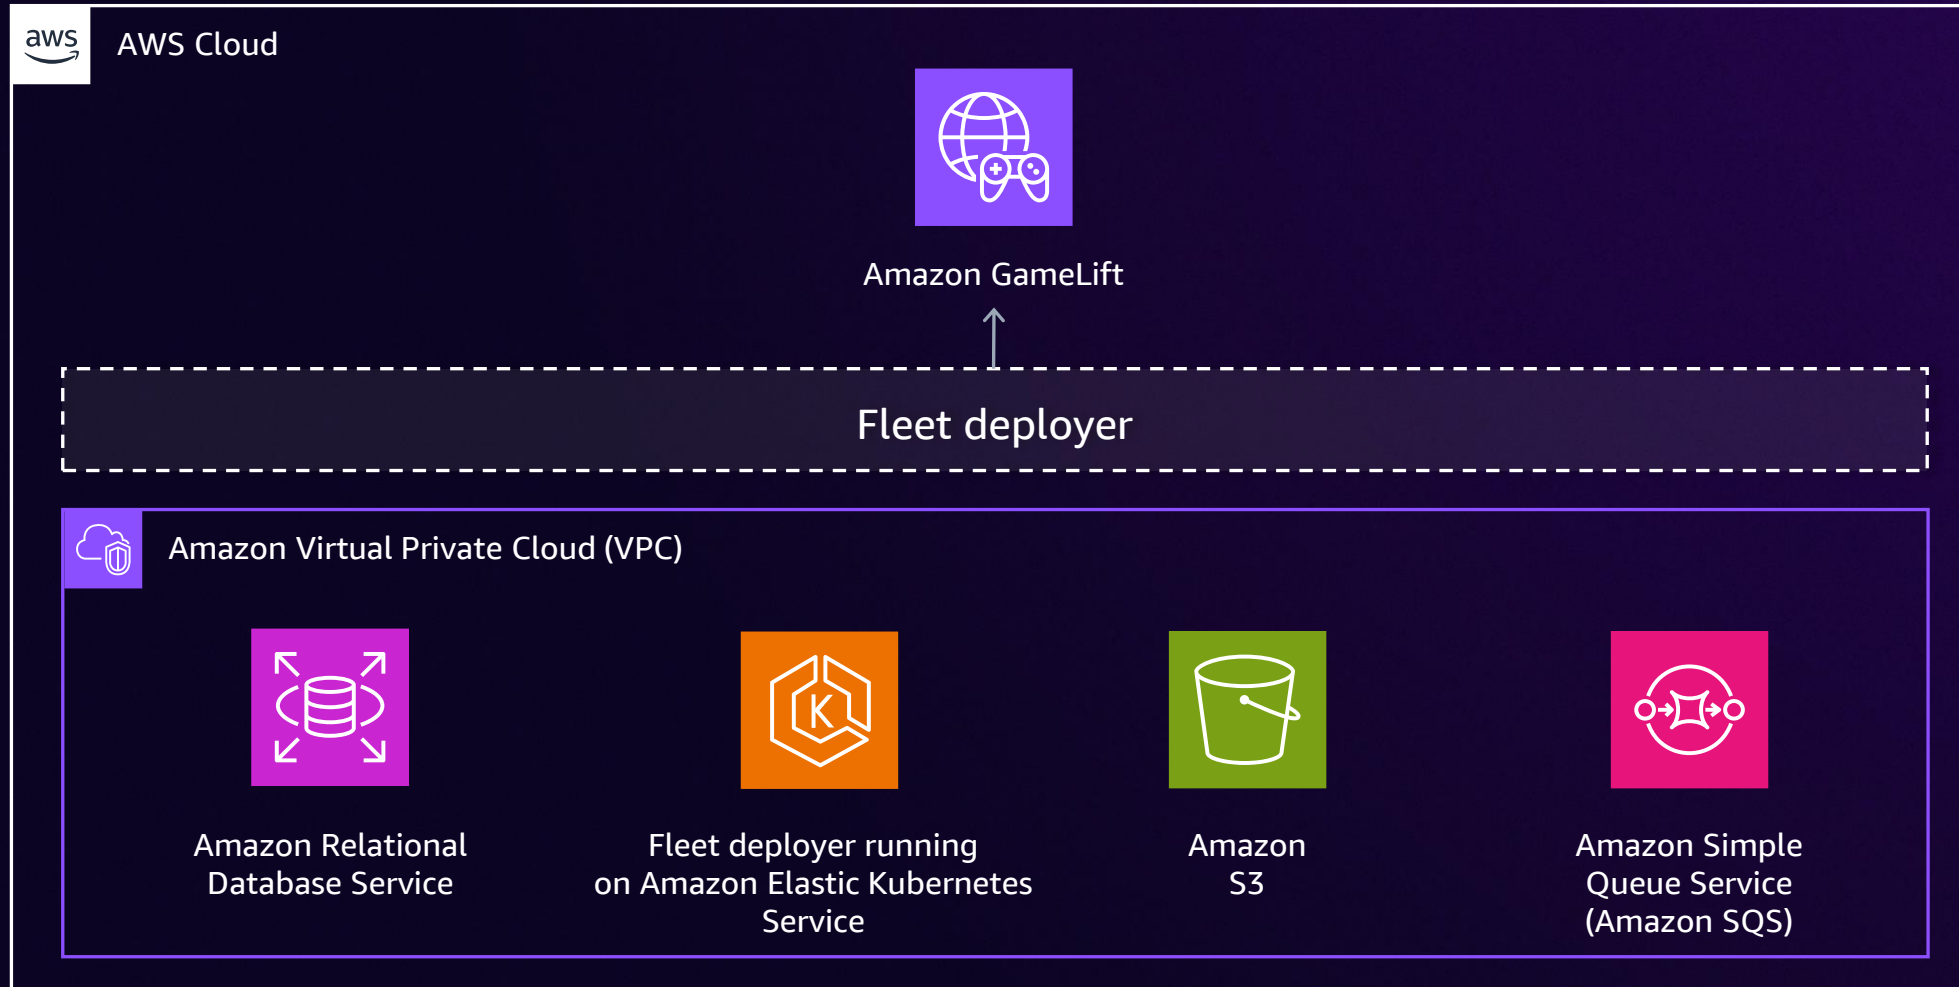 aws
AWS Cloud
Amazon GameLift
Fleet deployer
Amazon Virtual Private Cloud (VPC)
K
Amazon Relational
Database Service
Fleet deployer running
on Amazon Elastic Kubernetes
Service
Amazon
S3
Amazon Simple
Queue Service
(Amazon SQS)